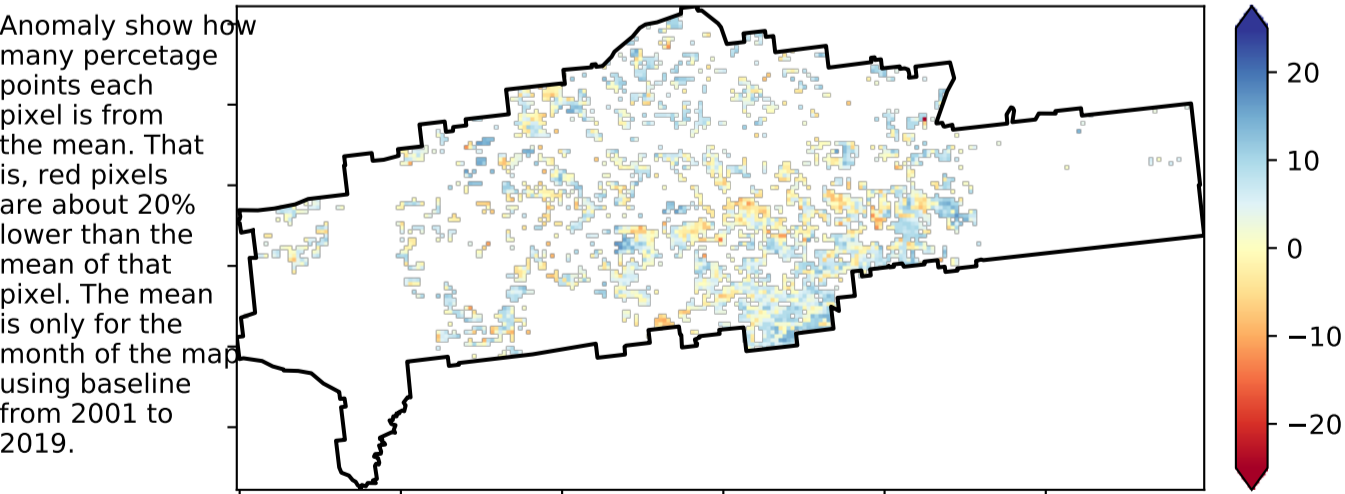 Anomaly show how
many percetage
points each
pixel is from
the mean. That
is, red pixels
are about 20%
lower than the
mean of that
pixel. The mean
is only for the
month of the map
using baseline
from 2001 to
2019.
20
10
0
−10
−20